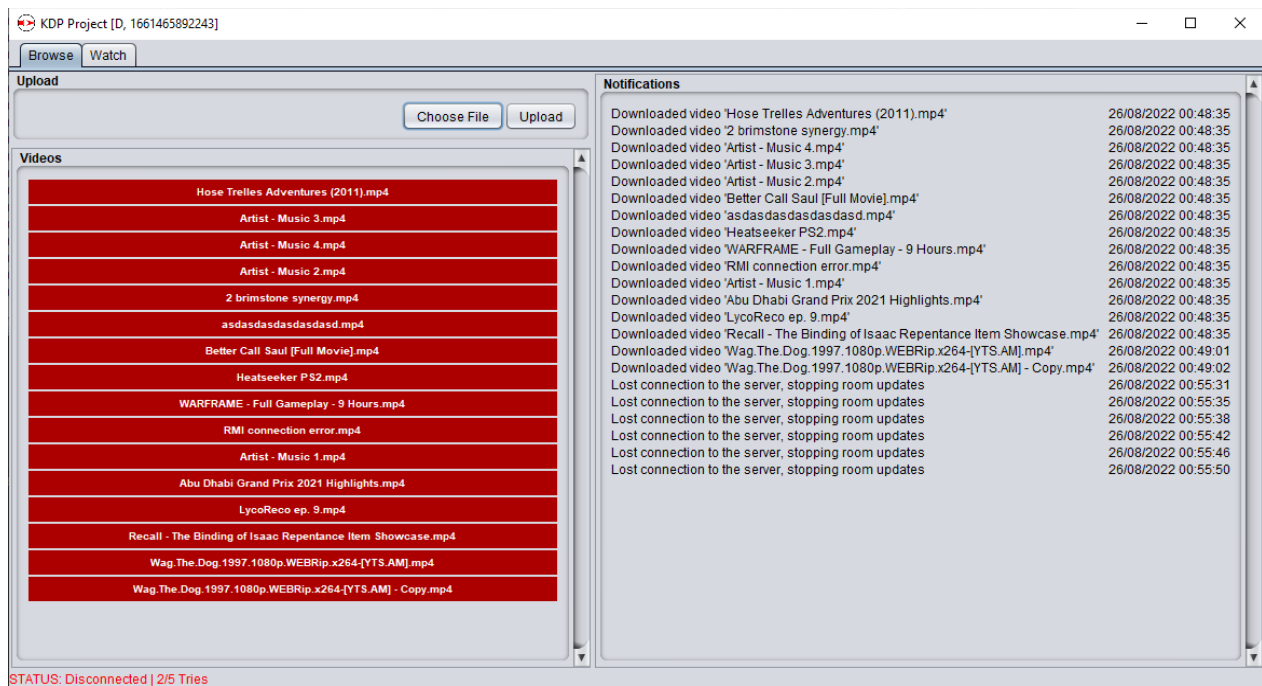 KDP Project [D, 1661465892243]
Browse Watch
Upload
Choose File Upload
Videos
Hose Trelles Adventures (2011).mp4
Artist - Music 3.mp4
Artist - Music 4.mp4
Artist - Music 2.mp4
2 brimstone synergy.mp4
asdasdasdasdasdasd.mp4
Better Call Saul [Full Movie].mp4
Heatseeker PS2.mp4
WARFRAME - Full Gameplay - 9 Hours.mp4
RMI connection error.mp4
Artist - Music 1.mp4
Abu Dhabi Grand Prix 2021 Highlights.mp4
LycoReco ep. 9.mp4
Recall - The Binding of Isaac Repentance Item Showcase.mp4
Wag.The.Dog.1997.1080p.WEBRip.x264-[YTS.AM].mp4
Wag.The.Dog.1997.1080p.WEBRip.x264-[YTS.AM] - Copy.mp4
Notifications
Downloaded video 'Hose Trelles Adventures (2011).mp4' 26/08/2022 00:48:35
Downloaded video '2 brimstone synergy.mp4' 26/08/2022 00:48:35
Downloaded video 'Artist - Music 4.mp4' 26/08/2022 00:48:35
Downloaded video 'Artist - Music 3.mp4' 26/08/2022 00:48:35
Downloaded video 'Artist - Music 2.mp4' 26/08/2022 00:48:35
Downloaded video 'Better Call Saul [Full Movie].mp4' 26/08/2022 00:48:35
Downloaded video 'asdasdasdasdasdasd.mp4' 26/08/2022 00:48:35
Downloaded video 'Heatseeker PS2.mp4' 26/08/2022 00:48:35
Downloaded video 'WARFRAME - Full Gameplay - 9 Hours.mp4' 26/08/2022 00:48:35
Downloaded video 'RMI connection error.mp4' 26/08/2022 00:48:35
Downloaded video 'Artist - Music 1.mp4' 26/08/2022 00:48:35
Downloaded video 'Abu Dhabi Grand Prix 2021 Highlights.mp4' 26/08/2022 00:48:35
Downloaded video 'LycoReco ep. 9.mp4' 26/08/2022 00:48:35
Downloaded video 'Recall - The Binding of Isaac Repentance Item Showcase.mp4' 26/08/2022 00:48:35
Downloaded video 'Wag.The.Dog.1997.1080p.WEBRip.x264-[YTS.AM].mp4' 26/08/2022 00:49:01
Downloaded video 'Wag.The.Dog.1997.1080p.WEBRip.x264-[YTS.AM] - Copy.mp4' 26/08/2022 00:49:02
Lost connection to the server, stopping room updates 26/08/2022 00:55:31
Lost connection to the server, stopping room updates 26/08/2022 00:55:35
Lost connection to the server, stopping room updates 26/08/2022 00:55:38
Lost connection to the server, stopping room updates 26/08/2022 00:55:42
Lost connection to the server, stopping room updates 26/08/2022 00:55:46
Lost connection to the server, stopping room updates 26/08/2022 00:55:50
STATUS: Disconnected | 2/5 Tries